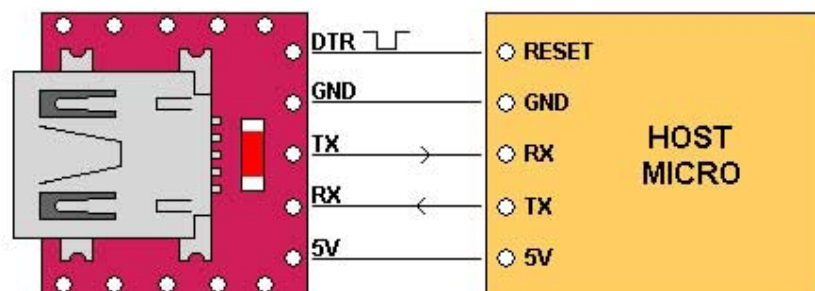 DTR RESET
GND GND
TX RX
HOST
MICRO
RX TX
5V 5V